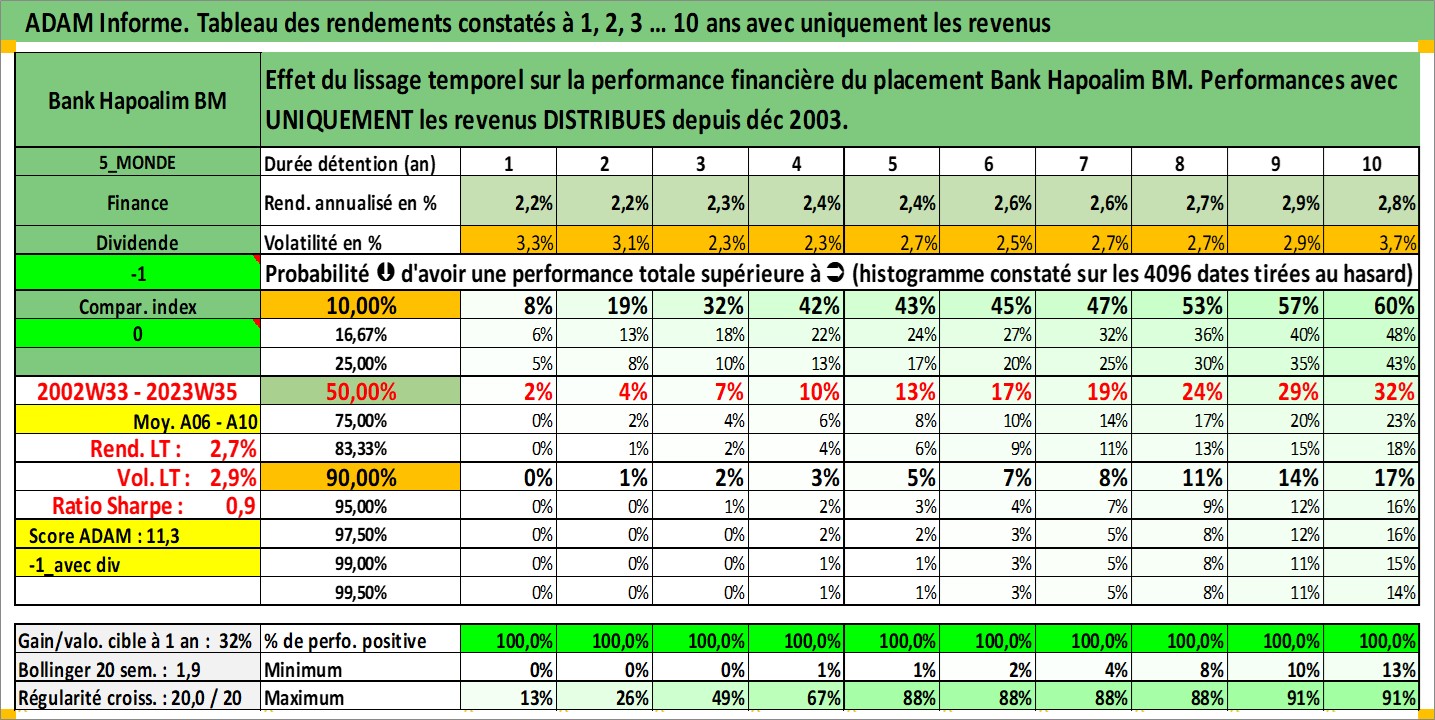 ADAM Informe. Tableau des rendements constatés à 1, 2, 3 ... 10 ans avec uniquement les revenus
Bank Hapoalim BM
Effet du lissage temporel sur la performance financière du placement Bank Hapoalim BM. Performances avec
UNIQUEMENT les revenus DISTRIBUES depuis déc 2003.
5_MONDE Durée détention (an) 1 2 3 4 5 6 7 8 9 10
Finance Rend. annualisé en % 2,2% 2,2% 2,3% 2,4% 2,4% 2,6% 2,6% 2,7% 2,9% 2,8%
Dividende Volatilité en % 3,3% 3,1% 2,3% 2,3% 2,7% 2,5% 2,7% 2,7% 2,9% 3,7%
-1 Probabilité d'avoir une performance totale supérieure à (histogramme constaté sur les 4096 dates tirées au hasard)
Compar. index 10,00% 8% 19% 32% 42% 43% 45% 47% 53% 57% 60%
0 16,67% 6% 13% 18% 22% 24% 27% 32% 36% 40% 48%
25,00% 5% 8% 10% 13% 17% 20% 25% 30% 35% 43%
2002W33 - 2023W35 50,00% 2% 4% 7% 10% 13% 17% 19% 24% 29% 32%
Moy. A06 - A10 75,00% 0% 2% 4% 6% 8% 10% 14% 17% 20% 23%
Rend. LT : 2,7% 83,33% 0% 1% 2% 4% 6% 9% 11% 13% 15% 18%
Vol. LT : 2,9% 90,00% 0% 1% 2% 3% 5% 7% 8% 11% 14% 17%
Ratio Sharpe : 0,9 95,00% 0% 0% 1% 2% 3% 4% 7% 9% 12% 16%
Score ADAM : 11,3 97,50% 0% 0% 0% 2% 2% 3% 5% 8% 12% 16%
-1_avec div 99,00% 0% 0% 0% 1% 1% 3% 5% 8% 11% 15%
99,50% 0% 0% 0% 1% 1% 3% 5% 8% 11% 14%
Gain/valo. cible à 1 an : 32% % de perfo. positive 100,0% 100,0% 100,0% 100,0% 100,0% 100,0% 100,0% 100,0% 100,0% 100,0%
Bollinger 20 sem. : 1,9 Minimum 0% 0% 0% 1% 1% 2% 4% 8% 10% 13%
Régularité croiss. : 20,0 / 20 Maximum 13% 26% 49% 67% 88% 88% 88% 88% 91% 91%